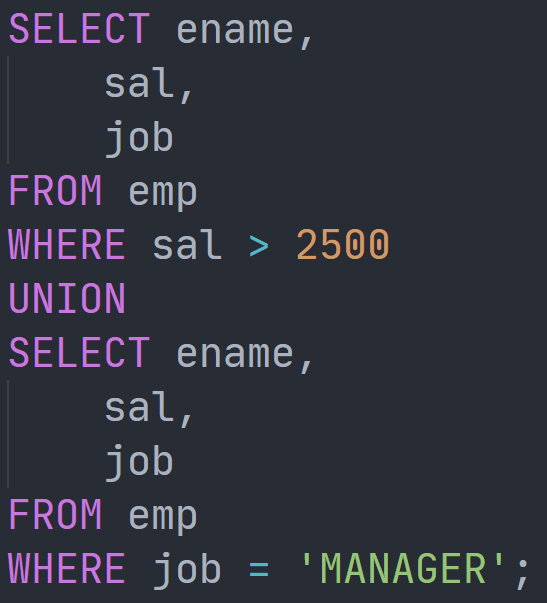 SELECT ename,
    sal,
    job
FROM emp
WHERE sal > 2500
UNION
SELECT ename,
    sal,
    job
FROM emp
WHERE job = 'MANAGER';